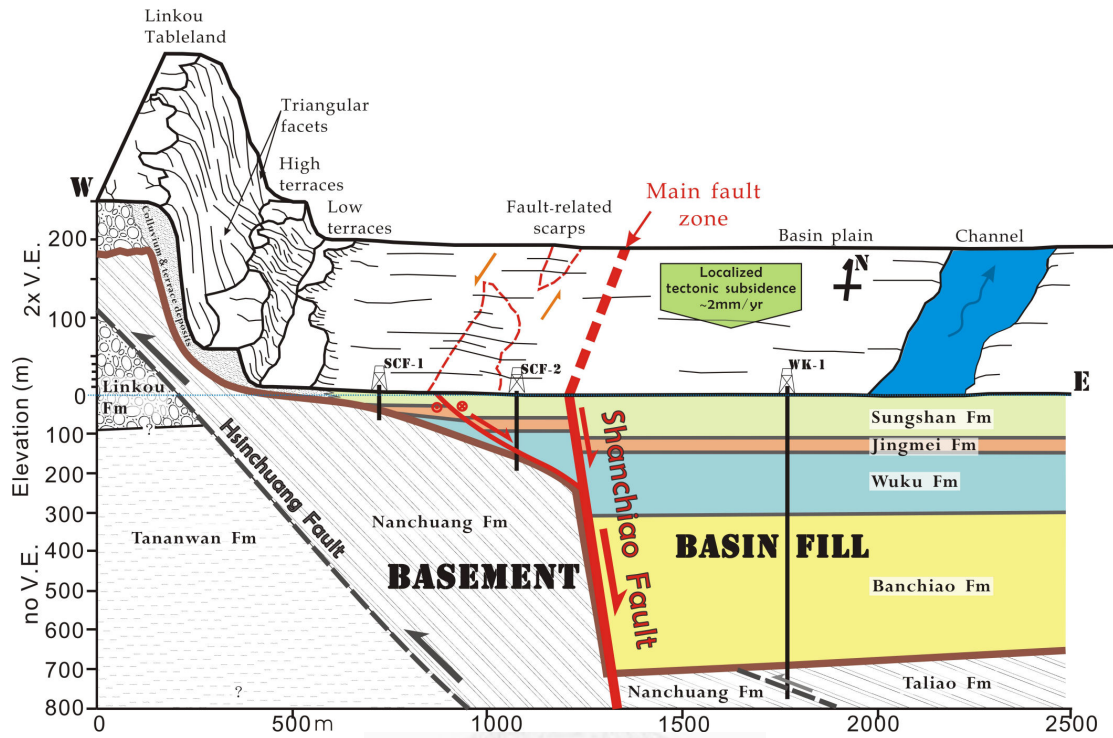 Linkou
Tableland
Triangular
facets
High
terraces
Low
terraces
Fault-related
scarps
Main fault
zone
Basin plain
Channel
W
N
Localized
tectonic subsidence
~2mm/yr
Colluvium & terrace deposits
2x V.E.
200
100
0
Elevation (m)
100
200
300
400
500
600
700
800
no V.E.
SCF-1
SCF-2
WK-1
E
Linkou
Fm
?
?
Hsinchuang Fault
Tananwan Fm
?
Nanchuang Fm
BASEMENT
Shanchiao Fault
Sungshan Fm
Jingmei Fm
Wuku Fm
BASIN FILL
Banchiao Fm
Nanchuang Fm
Taliao Fm
0
500m
1000
1500
2000
2500